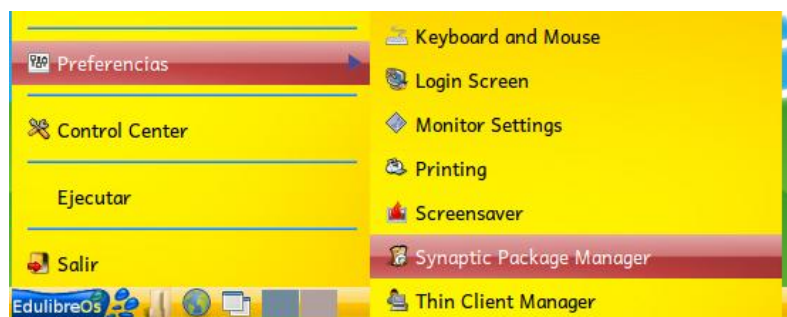 Preferencias
Control Center
Ejecutar
Salir
EdulibreOs
Keyboard and Mouse
Login Screen
Monitor Settings
Printing
Screensaver
Synaptic Package Manager
Thin Client Manager